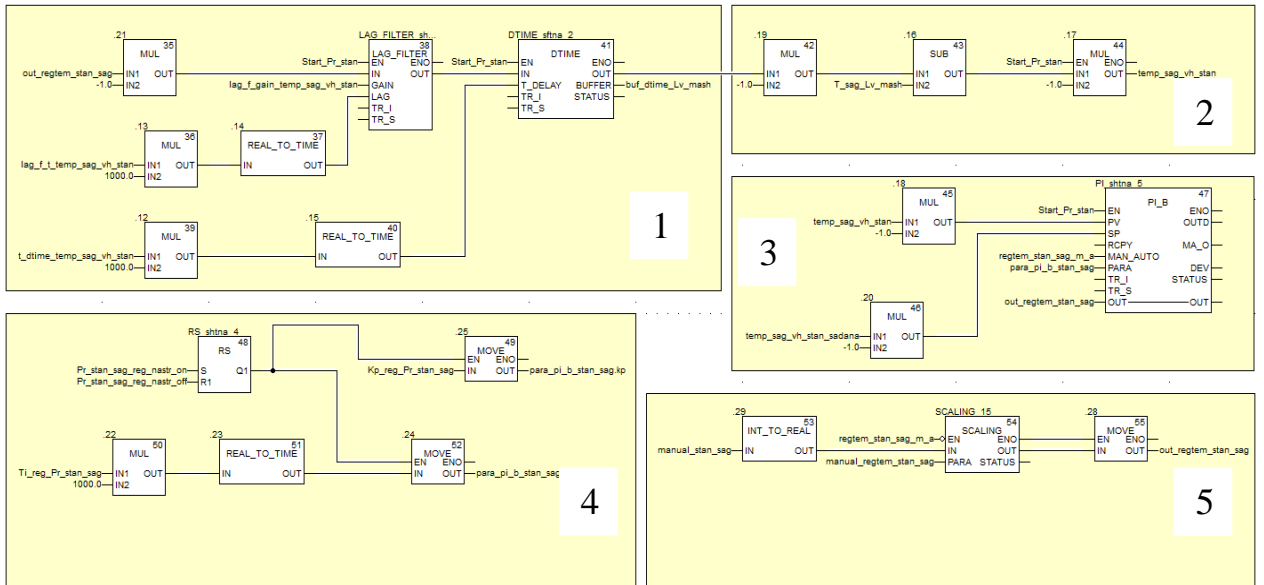 .21
35
MUL
out_regtem_stan_sag IN1 OUT
-1.0 IN2
.13
36
MUL
lag_f_t_temp_sag_vh_stan IN1 OUT
1000.0 IN2
.14
37
REAL_TO_TIME
IN OUT
.12
39
MUL
t_dtime_temp_sag_vh_stan IN1 OUT
1000.0 IN2
.15
40
REAL_TO_TIME
IN OUT
LAG_FILTER_sh...
38
LAG_FILTER
Start_Pr_stan EN ENO
IN OUT
lag_f_gain_temp_sag_vh_stan GAIN
LAG
TR_I
TR_S
DTIME_sftna_2
41
DTIME
Start_Pr_stan EN ENO
IN OUT
T_DELAY BUFFER buf_dtime_Lv_mash
TR_I STATUS
TR_S
1
.19
42
MUL
IN1 OUT
-1.0 IN2
.16
43
SUB
IN1 OUT
T_sag_Lv_mash IN2
.17
44
MUL
Start_Pr_stan EN ENO
IN1 OUT temp_sag_vh_stan
-1.0 IN2
2
3
.18
45
MUL
temp_sag_vh_stan IN1 OUT
-1.0 IN2
.20
46
MUL
temp_sag_vh_stan_sadana IN1 OUT
-1.0 IN2
PI_shtna_5
47
PI_B
Start_Pr_stan EN ENO
PV OUTD
SP
RCPY MA_O
regtem_stan_sag_m_a MAN_AUTO
para_pi_b_stan_sag PARA DEV
TR_I STATUS
TR_S
out_regtem_stan_sag OUT OUT
RS_shtna_4
48
RS
Pr_stan_sag_reg_nastr_on S Q1
Pr_stan_sag_reg_nastr_off R1
.25
49
MOVE
EN ENO
Kp_reg_Pr_stan_sag IN OUT para_pi_b_stan_sag.kp
.22
50
MUL
Ti_reg_Pr_stan_sag IN1 OUT
1000.0 IN2
.23
51
REAL_TO_TIME
IN OUT
.24
52
MOVE
EN ENO
IN OUT para_pi_b_stan_sag
4
.29
53
INT_TO_REAL
manual_stan_sag IN OUT
SCALING_15
54
SCALING
regtem_stan_sag_m_a EN ENO
IN OUT
manual_regtem_stan_sag PARA STATUS
.28
55
MOVE
EN ENO
IN OUT out_regtem_stan_sag
5